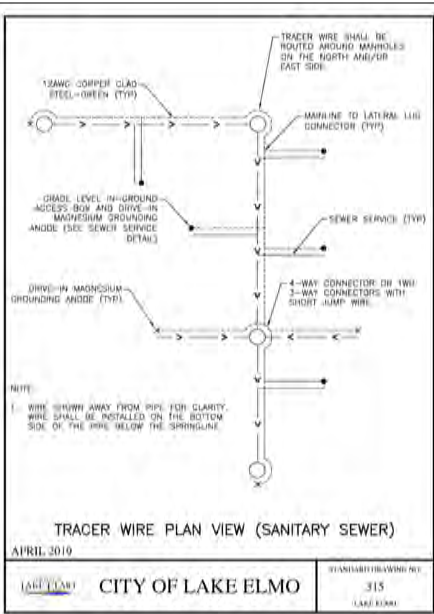 TRACER WIRE SHALL BE
ROUTED AROUND MANHOLES
ON THE NORTH AND/OR
EAST SIDE.
12AWG COPPER CLAD
STEEL-GREEN (TYP)
MAINLINE TO LATERAL LUG
CONNECTOR (TYP)
GRADE LEVEL IN-GROUND
ACCESS BOX AND DRIVE-IN
MAGNESIUM GROUNDING
ANODE (SEE SEWER SERVICE
DETAIL)
SEWER SERVICE (TYP)
DRIVE-IN MAGNESIUM
GROUNDING ANODE (TYP)
4-WAY CONNECTOR OR TWO
3-WAY CONNECTORS WITH
SHORT JUMP WIRE.
NOTE:
1. WIRE SHOWN AWAY FROM PIPE FOR CLARITY.
WIRE SHALL BE INSTALLED ON THE BOTTOM
SIDE OF THE PIPE BELOW THE SPRINGLINE.
TRACER WIRE PLAN VIEW (SANITARY SEWER)
APRIL 2019
LAKE ELMO
CITY OF LAKE ELMO
STANDARD DRAWING NO.
315
LAKE ELMO